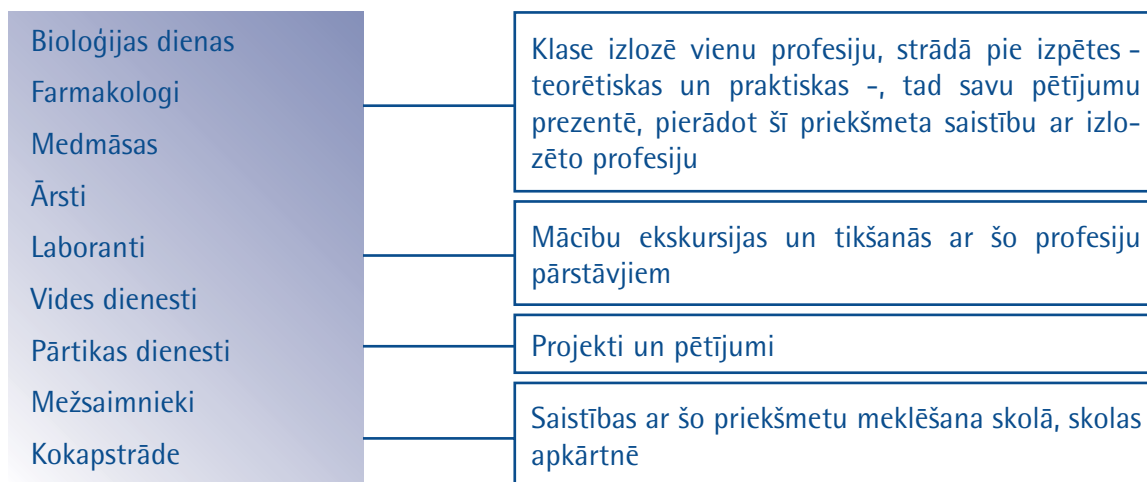 Bioloģijas dienas
Farmakologi
Medmāsas
Ārsti
Laboranti
Vides dienesti
Pārtikas dienesti
Mežsaimnieki
Kokapstrāde
Klase izlozē vienu profesiju, strādā pie izpētes -
teorētiskas un praktiskas -, tad savu pētījumu
prezentē, pierādot šī priekšmeta saistību ar izlo-
zēto profesiju
Mācību ekskursijas un tikšanās ar šo profesiju
pārstāvjiem
Projekti un pētījumi
Saistības ar šo priekšmetu meklēšana skolā, skolas
apkārtnē